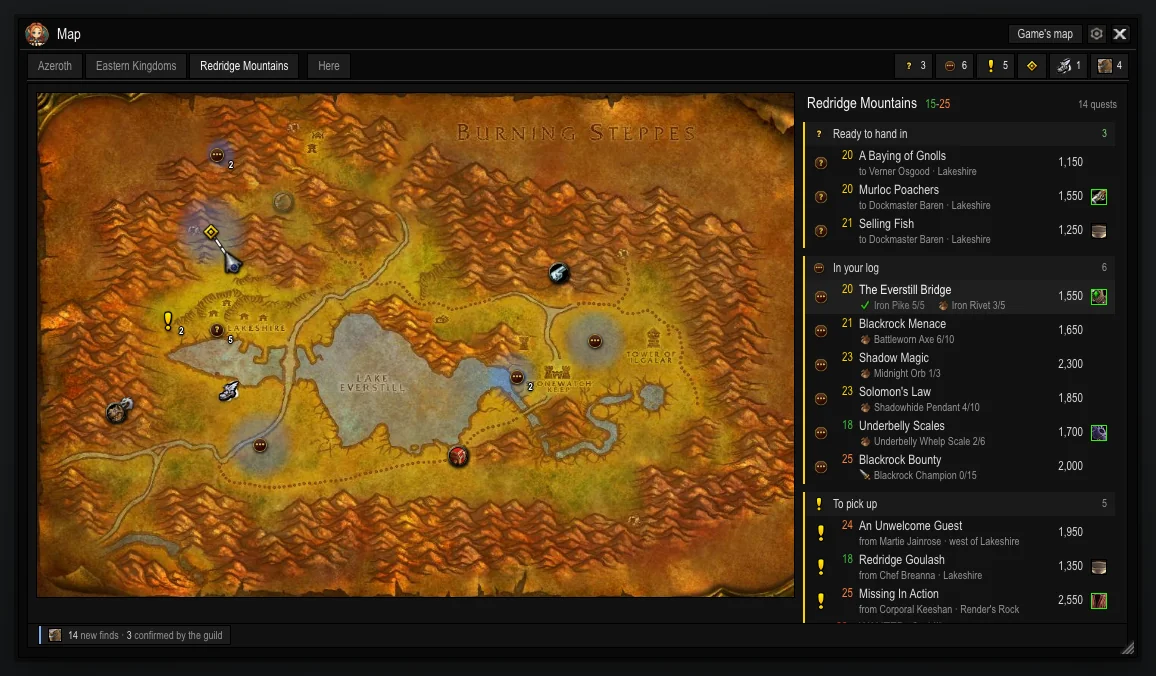 Map
Game's map
Azeroth
Eastern Kingdoms
Redridge Mountains
Here
? 3
6
! 5
1
4
BURNING STEPPES
2
LAKESHIRE
2
? 5
LAKE
EVERSTILL
TOWER OF
ILGALAR
STONEWATCH
KEEP
2
Redridge Mountains 15-25
14 quests
? Ready to hand in 3
? 20 A Baying of Gnolls 1,150
to Verner Osgood · Lakeshire
? 20 Murloc Poachers 1,550
to Dockmaster Baren · Lakeshire
? 21 Selling Fish 1,250
to Dockmaster Baren · Lakeshire
In your log 6
20 The Everstill Bridge 1,550
Iron Pike 5/5 Iron Rivet 3/5
21 Blackrock Menace 1,650
Battleworn Axe 6/10
23 Shadow Magic 2,300
Midnight Orb 1/3
23 Solomon's Law 1,850
Shadowhide Pendant 4/10
18 Underbelly Scales 1,700
Underbelly Whelp Scale 2/6
25 Blackrock Bounty 2,000
Blackrock Champion 0/15
! To pick up 5
! 24 An Unwelcome Guest 1,950
from Martie Jainrose · west of Lakeshire
! 18 Redridge Goulash 1,350
from Chef Breanna · Lakeshire
! 25 Missing In Action 2,550
from Corporal Keeshan · Render's Rock
14 new finds · 3 confirmed by the guild